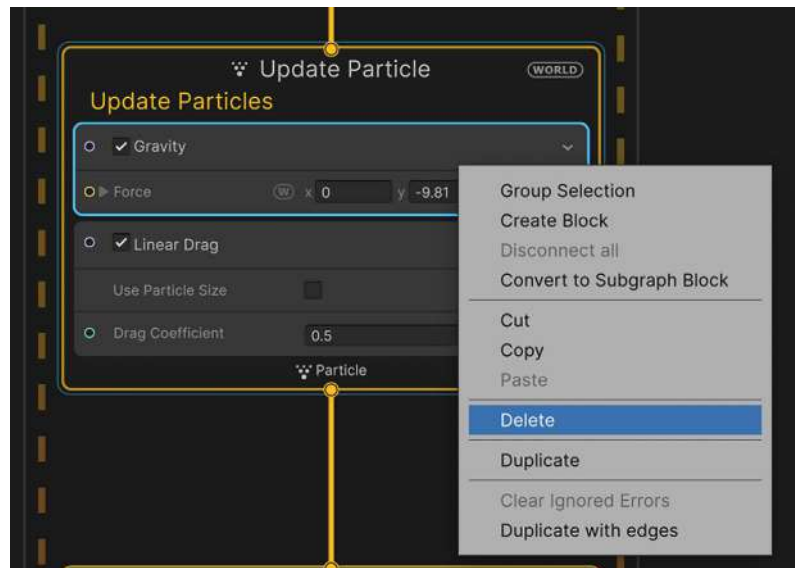 Update Particle
WORLD
Update Particles
Gravity
Force W x 0 y -9.81
Linear Drag
Use Particle Size
Drag Coefficient 0.5
Particle
Group Selection
Create Block
Disconnect all
Convert to Subgraph Block
Cut
Copy
Paste
Delete
Duplicate
Clear Ignored Errors
Duplicate with edges